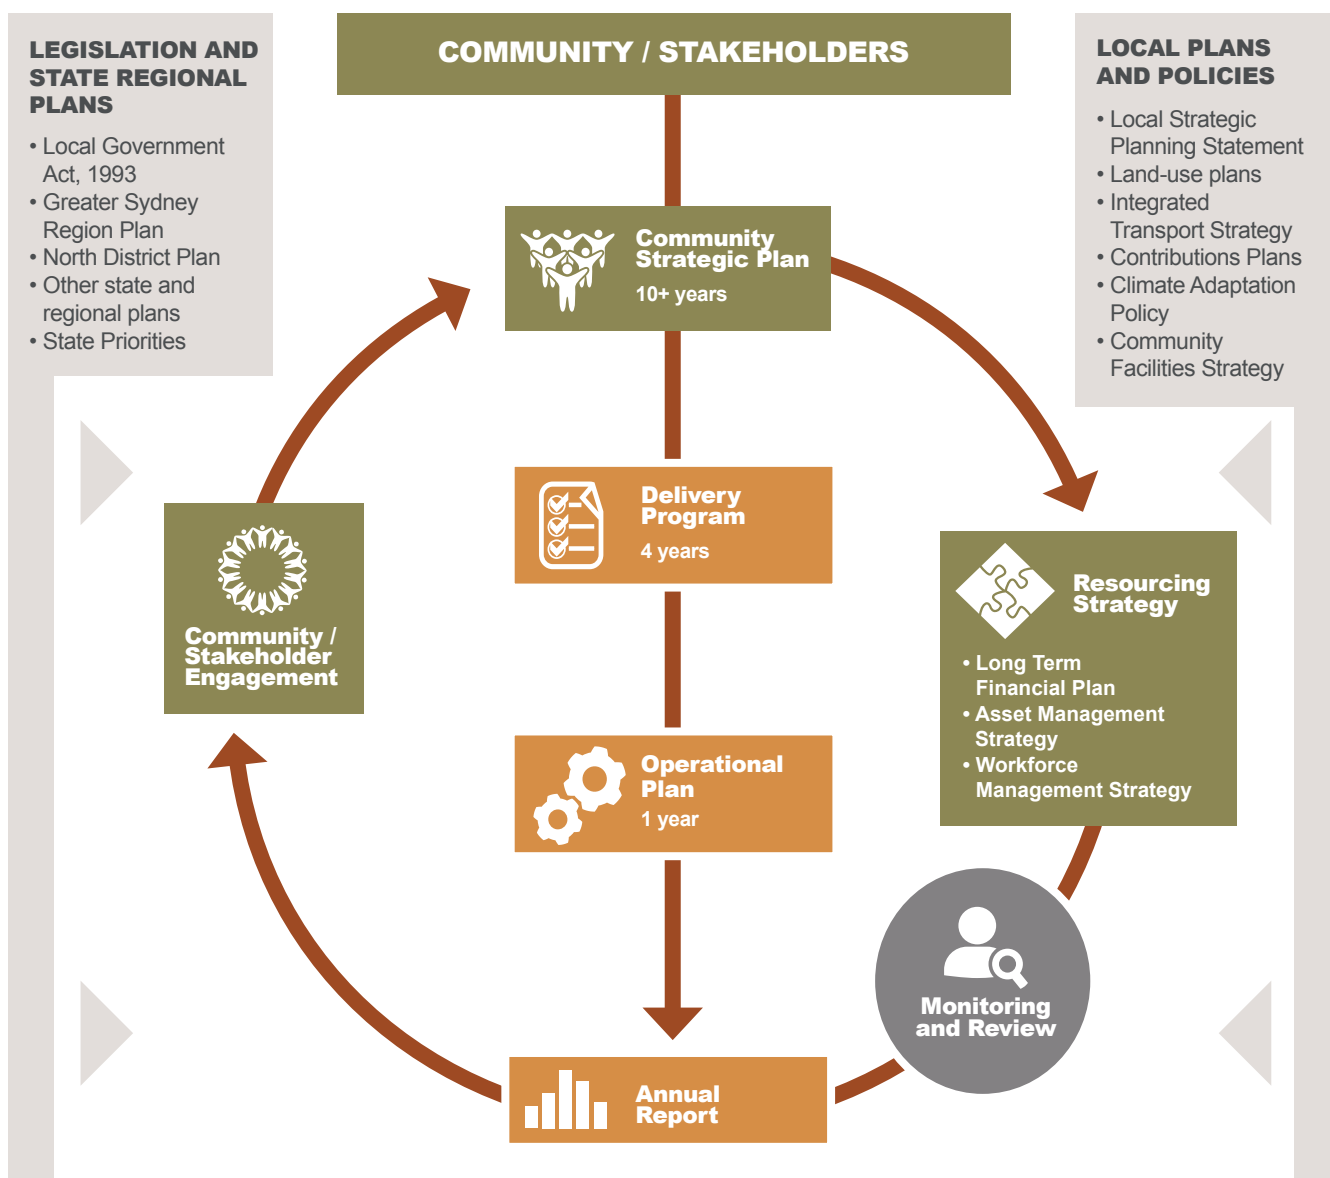 LEGISLATION AND
STATE REGIONAL
PLANS
• Local Government
Act, 1993
• Greater Sydney
Region Plan
• North District Plan
• Other state and
regional plans
• State Priorities
COMMUNITY / STAKEHOLDERS
LOCAL PLANS
AND POLICIES
• Local Strategic
Planning Statement
• Land-use plans
• Integrated
Transport Strategy
• Contributions Plans
• Climate Adaptation
Policy
• Community
Facilities Strategy
Community
Strategic Plan
10+ years
Delivery
Program
4 years
Community /
Stakeholder
Engagement
Resourcing
Strategy
• Long Term
Financial Plan
• Asset Management
Strategy
• Workforce
Management Strategy
Operational
Plan
1 year
Monitoring
and Review
Annual
Report